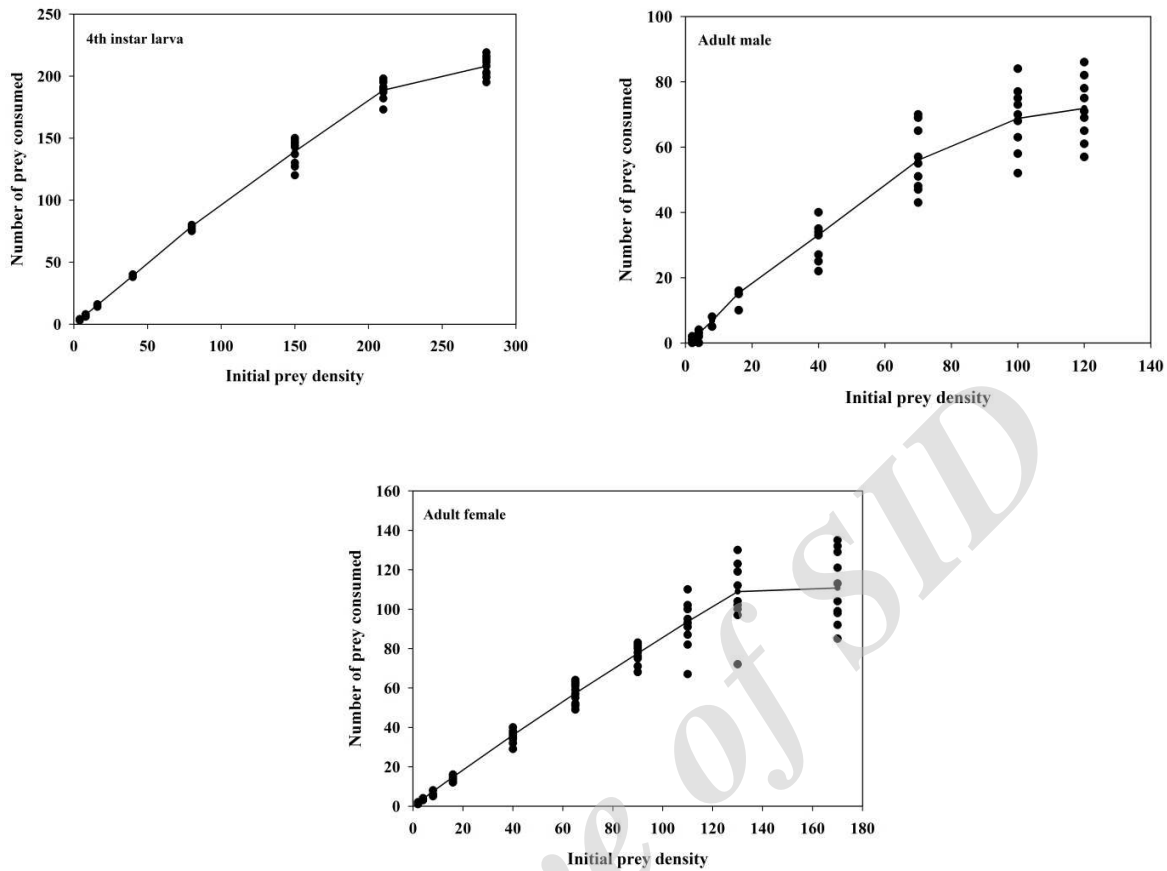 4th instar larva
Number of prey consumed
250
200
150
100
50
0
0 50 100 150 200 250 300
Initial prey density
Adult male
Number of prey consumed
100
80
60
40
20
0
0 20 40 60 80 100 120 140
Initial prey density
Adult female
Number of prey consumed
160
140
120
100
80
60
40
20
0
0 20 40 60 80 100 120 140 160 180
Initial prey density
of SID